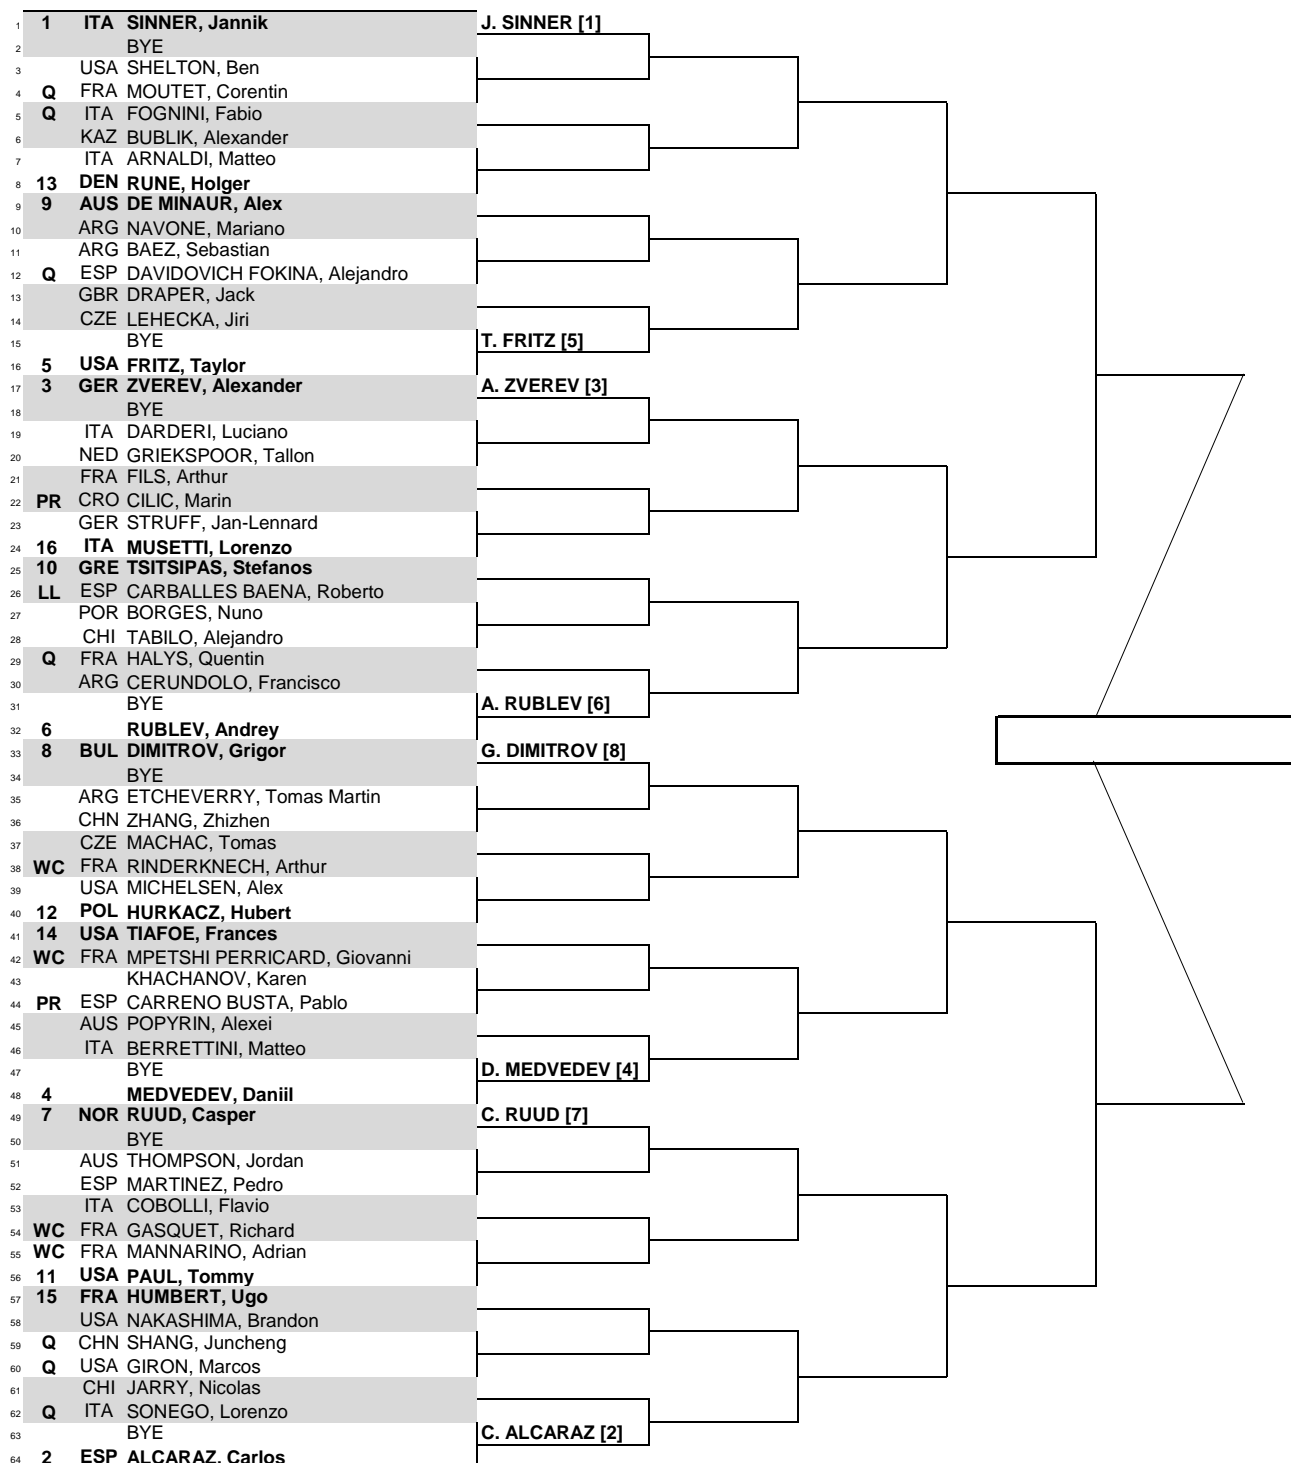 1 1 ITA SINNER, Jannik J. SINNER [1]
2 BYE
3 USA SHELTON, Ben
4 Q FRA MOUTET, Corentin
5 Q ITA FOGNINI, Fabio
6 KAZ BUBLIK, Alexander
7 ITA ARNALDI, Matteo
8 13 DEN RUNE, Holger
9 9 AUS DE MINAUR, Alex
10 ARG NAVONE, Mariano
11 ARG BAEZ, Sebastian
12 Q ESP DAVIDOVICH FOKINA, Alejandro
13 GBR DRAPER, Jack
14 CZE LEHECKA, Jiri
15 BYE T. FRITZ [5]
16 5 USA FRITZ, Taylor
17 3 GER ZVEREV, Alexander A. ZVEREV [3]
18 BYE
19 ITA DARDERI, Luciano
20 NED GRIEKSPOOR, Tallon
21 FRA FILS, Arthur
22 PR CRO CILIC, Marin
23 GER STRUFF, Jan-Lennard
24 16 ITA MUSETTI, Lorenzo
25 10 GRE TSITSIPAS, Stefanos
26 LL ESP CARBALLES BAENA, Roberto
27 POR BORGES, Nuno
28 CHI TABILO, Alejandro
29 Q FRA HALYS, Quentin
30 ARG CERUNDOLO, Francisco
31 BYE A. RUBLEV [6]
32 6 RUBLEV, Andrey
33 8 BUL DIMITROV, Grigor G. DIMITROV [8]
34 BYE
35 ARG ETCHEVERRY, Tomas Martin
36 CHN ZHANG, Zhizhen
37 CZE MACHAC, Tomas
38 WC FRA RINDERKNECH, Arthur
39 USA MICHELSEN, Alex
40 12 POL HURKACZ, Hubert
41 14 USA TIAFOE, Frances
42 WC FRA MPETSHI PERRICARD, Giovanni
43 KHACHANOV, Karen
44 PR ESP CARRENO BUSTA, Pablo
45 AUS POPYRIN, Alexei
46 ITA BERRETTINI, Matteo
47 BYE D. MEDVEDEV [4]
48 4 MEDVEDEV, Daniil
49 7 NOR RUUD, Casper C. RUUD [7]
50 BYE
51 AUS THOMPSON, Jordan
52 ESP MARTINEZ, Pedro
53 ITA COBOLLI, Flavio
54 WC FRA GASQUET, Richard
55 WC FRA MANNARINO, Adrian
56 11 USA PAUL, Tommy
57 15 FRA HUMBERT, Ugo
58 USA NAKASHIMA, Brandon
59 Q CHN SHANG, Juncheng
60 Q USA GIRON, Marcos
61 CHI JARRY, Nicolas
62 Q ITA SONEGO, Lorenzo
63 BYE C. ALCARAZ [2]
64 2 ESP ALCARAZ, Carlos